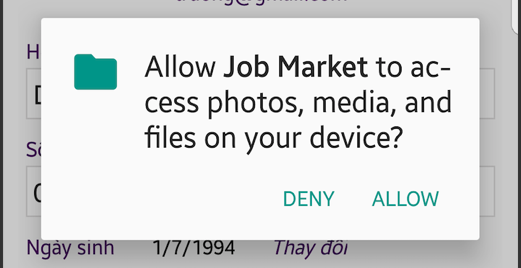 Allow Job Market to ac-
cess photos, media, and
files on your device?
DENY ALLOW
Ngày sinh 1/7/1994 Thay đổi